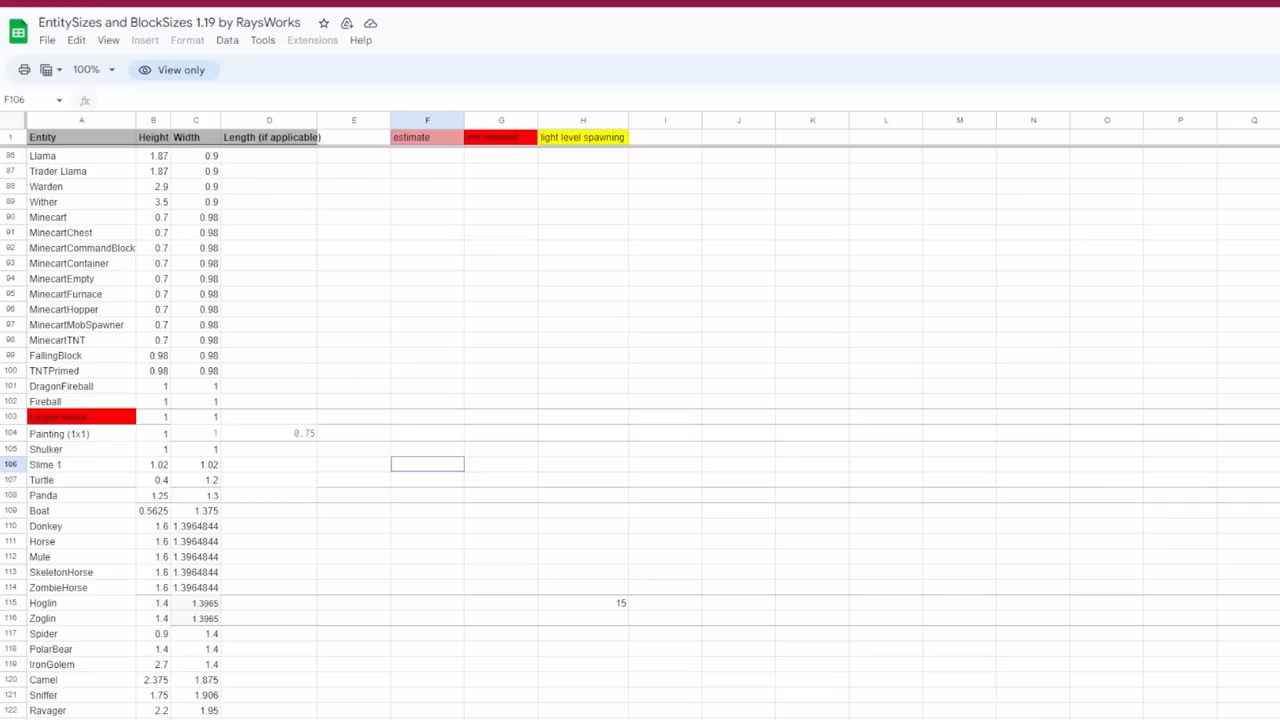 EntitySizes and BlockSizes 1.19 by RaysWorks
File Edit View Insert Format Data Tools Extensions Help
100% View only
F106 fx
A B C D E F G H I J K L M N O P Q
1 Entity Height Width Length (if applicable) estimate light level spawning
86 Llama 1.87 0.9
87 Trader Llama 1.87 0.9
88 Warden 2.9 0.9
89 Wither 3.5 0.9
90 Minecart 0.7 0.98
91 MinecartChest 0.7 0.98
92 MinecartCommandBlock 0.7 0.98
93 MinecartContainer 0.7 0.98
94 MinecartEmpty 0.7 0.98
95 MinecartFurnace 0.7 0.98
96 MinecartHopper 0.7 0.98
97 MinecartMobSpawner 0.7 0.98
98 MinecartTNT 0.7 0.98
99 FallingBlock 0.98 0.98
100 TNTPrimed 0.98 0.98
101 DragonFireball 1 1
102 Fireball 1 1
103 1 1
104 Painting (1x1) 1 1 0.75
105 Shulker 1 1
106 Slime 1 1.02 1.02
107 Turtle 0.4 1.2
108 Panda 1.25 1.3
109 Boat 0.5625 1.375
110 Donkey 1.6 1.3964844
111 Horse 1.6 1.3964844
112 Mule 1.6 1.3964844
113 SkeletonHorse 1.6 1.3964844
114 ZombieHorse 1.6 1.3964844
115 Hoglin 1.4 1.3965 15
116 Zoglin 1.4 1.3965
117 Spider 0.9 1.4
118 PolarBear 1.4 1.4
119 IronGolem 2.7 1.4
120 Camel 2.375 1.875
121 Sniffer 1.75 1.906
122 Ravager 2.2 1.95